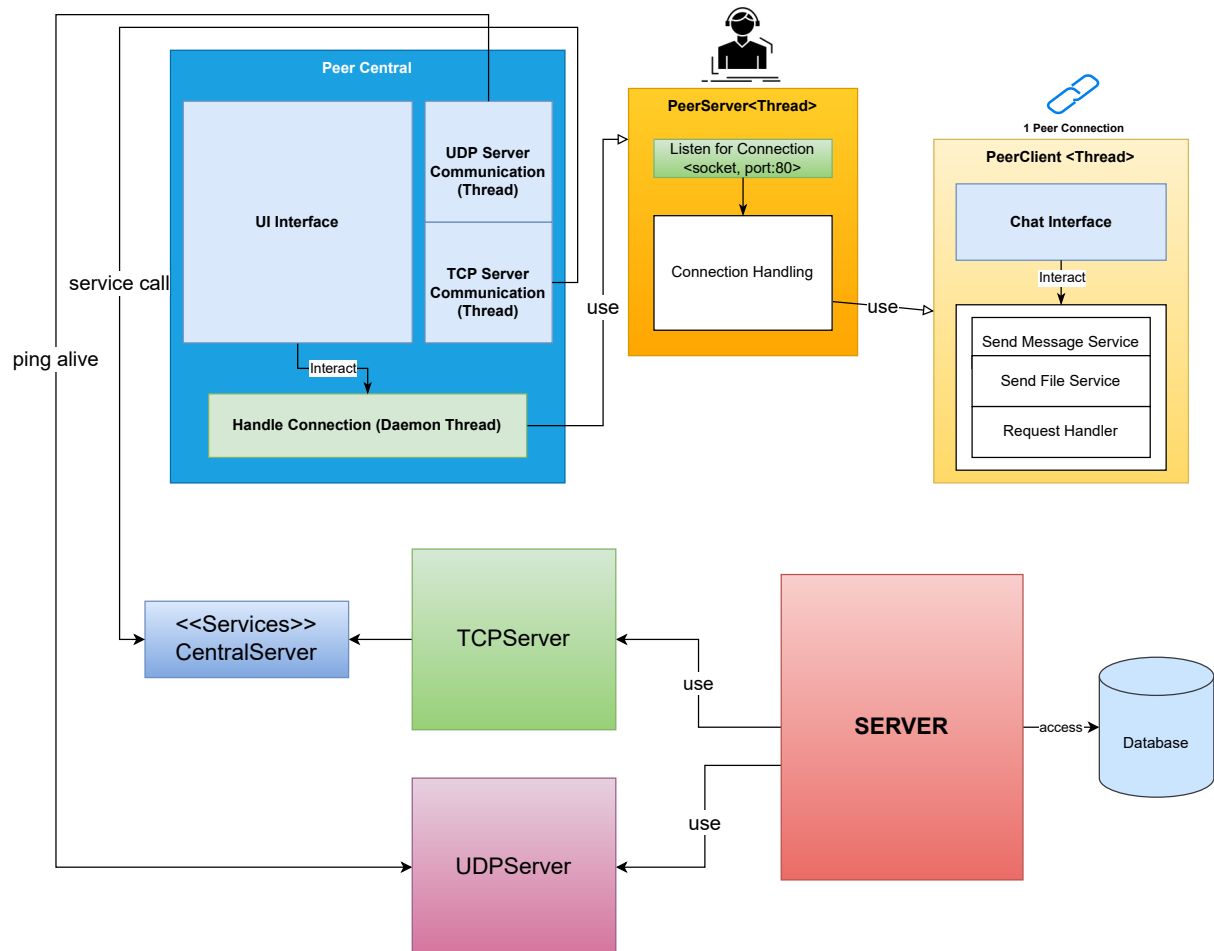 Peer Central
UI Interface
UDP Server
Communication
(Thread)
TCP Server
Communication
(Thread)
Interact
Handle Connection (Daemon Thread)
service call
ping alive
use
PeerServer<Thread>
Listen for Connection
<socket, port:80>
Connection Handling
use
1 Peer Connection
PeerClient <Thread>
Chat Interface
Interact
Send Message Service
Send File Service
Request Handler
<<Services>>
CentralServer
TCPServer
use
SERVER
access
Database
use
UDPServer